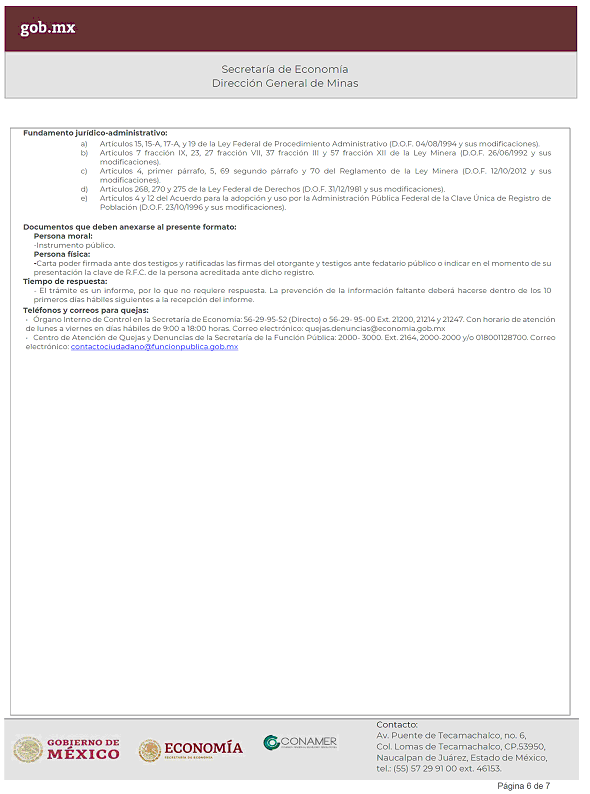 gob.mx
Secretaría de Economía
Dirección General de Minas
Fundamento jurídico-administrativo:
a) Artículos 15, 15-A, 17-A, y 19 de la Ley Federal de Procedimiento Administrativo (D.O.F. 04/08/1994 y sus modificaciones).
b) Artículos 7 fracción IX, 23, 27 fracción VII, 37 fracción III y 57 fracción XII de la Ley Minera (D.O.F. 26/06/1992 y sus
modificaciones).
c) Artículos 4, primer párrafo, 5, 69 segundo párrafo y 70 del Reglamento de la Ley Minera (D.O.F. 12/10/2012 y sus
modificaciones).
d) Artículos 268, 270 y 275 de la Ley Federal de Derechos (D.O.F. 31/12/1981 y sus modificaciones).
e) Artículos 4 y 12 del Acuerdo para la adopción y uso por la Administración Pública Federal de la Clave Única de Registro de
Población (D.O.F. 23/10/1996 y sus modificaciones).
Documentos que deben anexarse al presente formato:
Persona moral:
-Instrumento público.
Persona física:
-Carta poder firmada ante dos testigos y ratificadas las firmas del otorgante y testigos ante fedatario público o indicar en el momento de su
presentación la clave de R.F.C. de la persona acreditada ante dicho registro.
Tiempo de respuesta:
- El trámite es un informe, por lo que no requiere respuesta. La prevención de la información faltante deberá hacerse dentro de los 10
primeros días hábiles siguientes a la recepción del informe.
Teléfonos y correos para quejas:
· Órgano Interno de Control en la Secretaría de Economía: 56-29-95-52 (Directo) o 56-29- 95-00 Ext. 21200, 21214 y 21247. Con horario de atención
de lunes a viernes en días hábiles de 9:00 a 18:00 horas. Correo electrónico: quejas.denuncias@economia.gob.mx
· Centro de Atención de Quejas y Denuncias de la Secretaría de la Función Pública: 2000- 3000. Ext. 2164, 2000-2000 y/o 018001128700. Correo
electrónico: contactociudadano@funcionpublica.gob.mx
GOBIERNO DE
MÉXICO
ECONOMÍA
SECRETARÍA DE ECONOMÍA
CONAMER
Contacto:
Av. Puente de Tecamachalco, no. 6,
Col. Lomas de Tecamachalco, CP.53950,
Naucalpan de Juárez, Estado de México,
tel.: (55) 57 29 91 00 ext. 46153.
Página 6 de 7